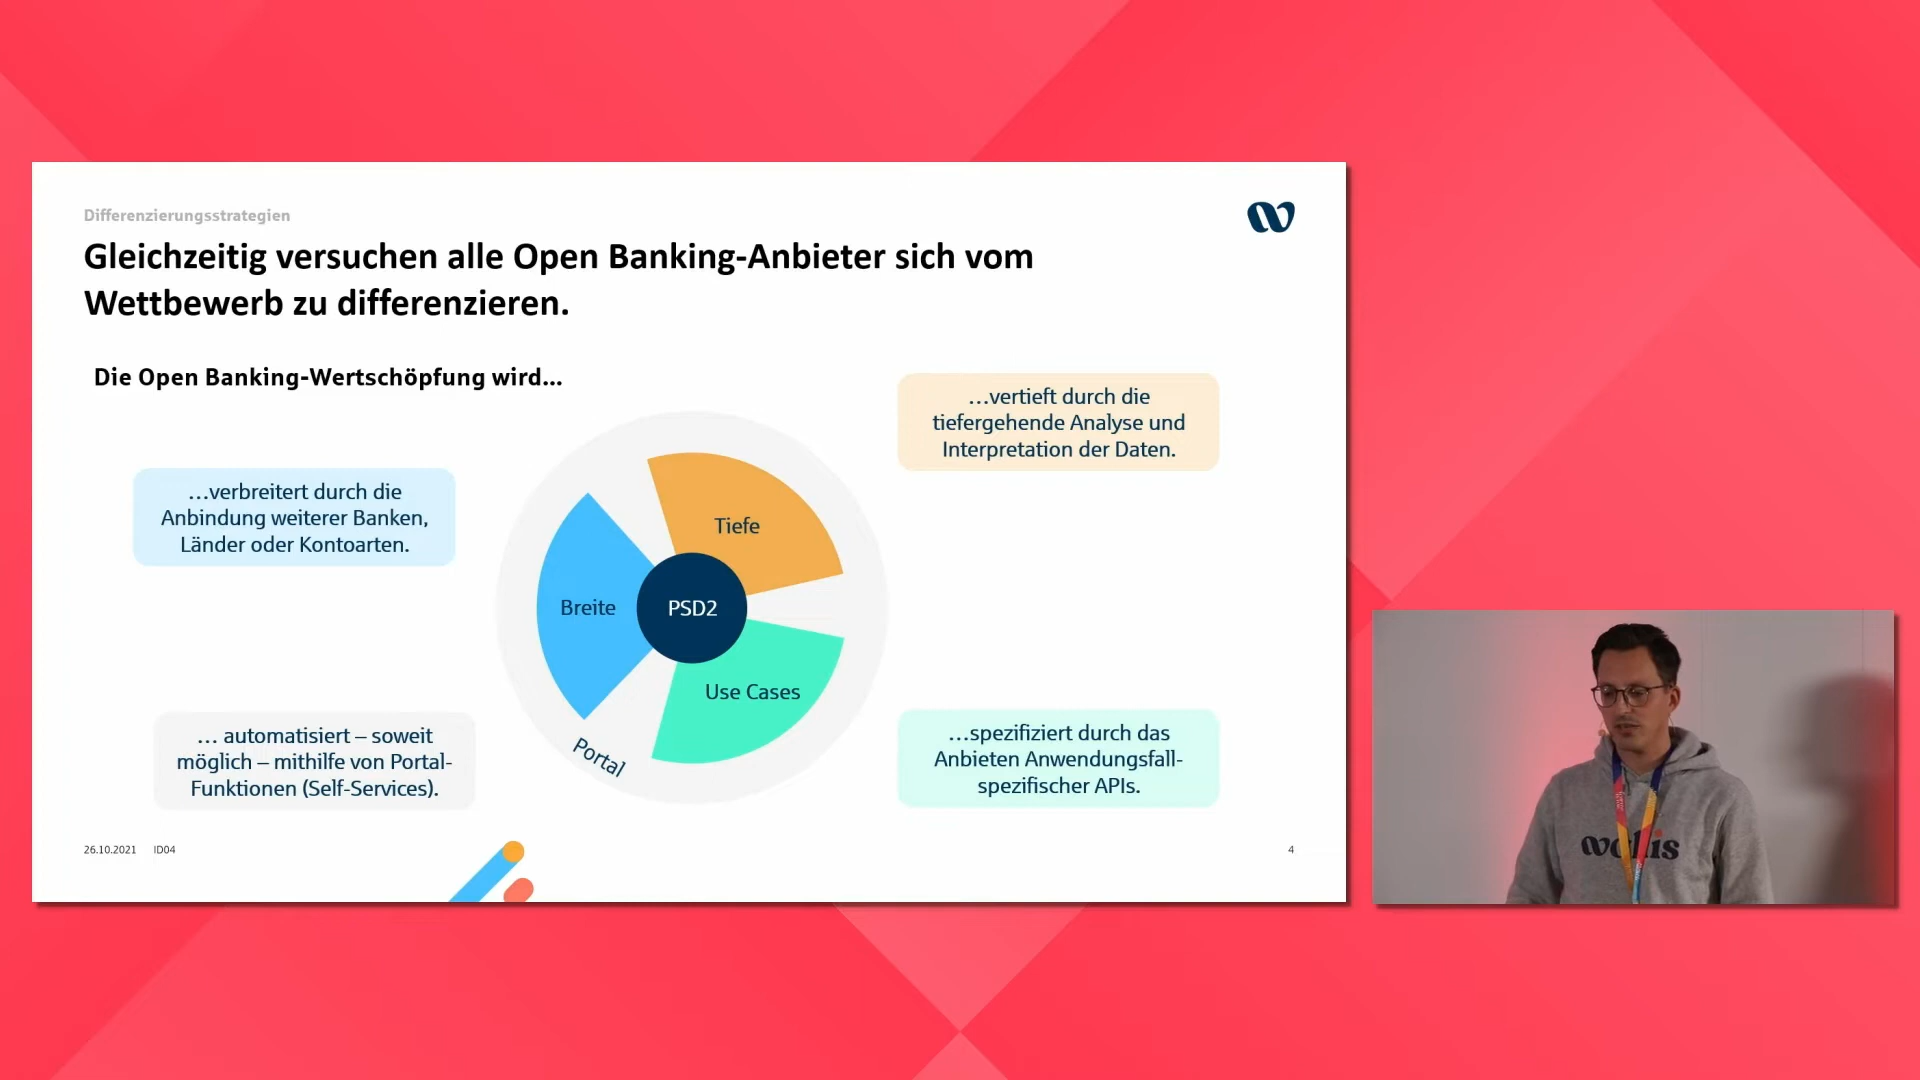 Differenzierungsstrategien
Gleichzeitig versuchen alle Open Banking-Anbieter sich vom
Wettbewerb zu differenzieren.
Die Open Banking-Wertschöpfung wird...
...vertieft durch die
tiefergehende Analyse und
Interpretation der Daten.
...verbreitert durch die
Anbindung weiterer Banken,
Länder oder Kontoarten.
Tiefe
Breite
PSD2
Use Cases
Portal
... automatisiert – soweit
möglich – mithilfe von Portal-
Funktionen (Self-Services).
...spezifiziert durch das
Anbieten Anwendungsfall-
spezifischer APIs.
26.10.2021 ID04
4